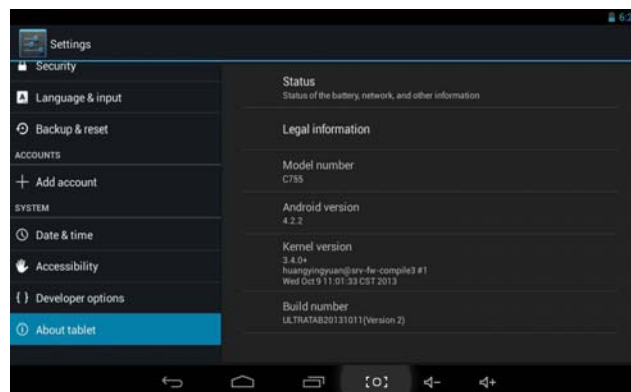 6:2
Settings
Security
Language & input
Backup & reset
ACCOUNTS
Add account
SYSTEM
Date & time
Accessibility
{ } Developer options
About tablet
Status
Status of the battery, network, and other information
Legal information
Model number
C755
Android version
4.2.2
Kernel version
3.4.0+
huangyingyuan@srv-fw-compile3 #1
Wed Oct 9 11:01:33 CST 2013
Build number
ULTRATAB20131011(Version 2)